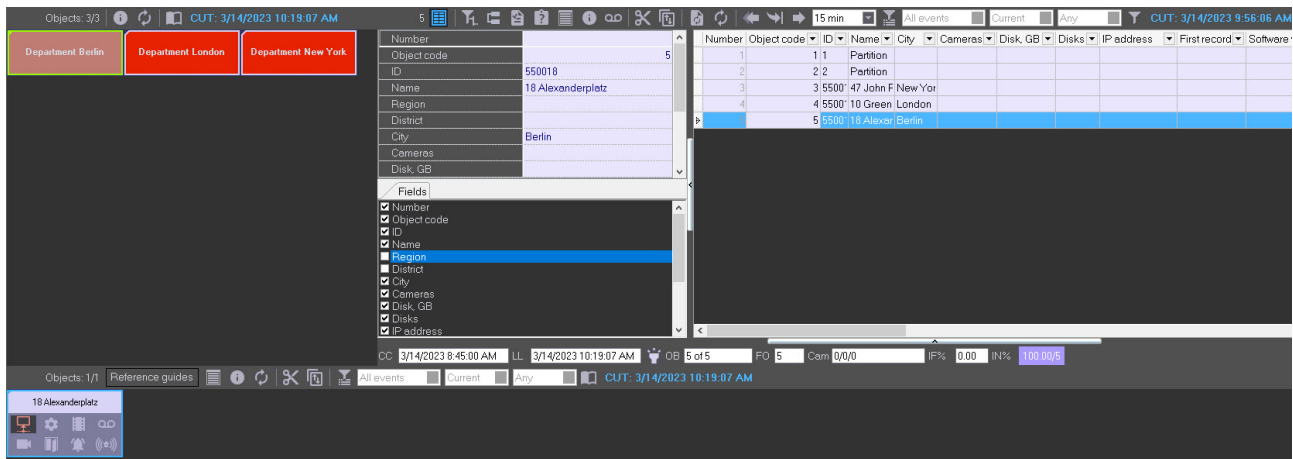 Objects: 3/3 CUT: 3/14/2023 10:19:07 AM 5 15 min All events Current Any CUT: 3/14/2023 9:56:06 AM
Department Berlin Department London Department New York
Number
Object code 5
ID 550018
Name 18 Alexanderplatz
Region
District
City Berlin
Cameras
Disk, GB
Fields
Number
Object code
ID
Name
Region
District
City
Cameras
Disk, GB
Disks
IP address
Number Object code ID Name City Cameras Disk, GB Disks IP address First record Software
1 1 1 Partition
2 2 2 Partition
3 3 5500 47 John F New Yor
4 4 5500 10 Green London
5 5500 18 Alexar Berlin
CC 3/14/2023 8:45:00 AM LL 3/14/2023 10:19:07 AM OB 5 of 5 FO 5 Cam 0/0/0 IF% 0.00 IN% 100.00/5
Objects: 1/1 Reference guides All events Current Any CUT: 3/14/2023 10:19:07 AM
18 Alexanderplatz